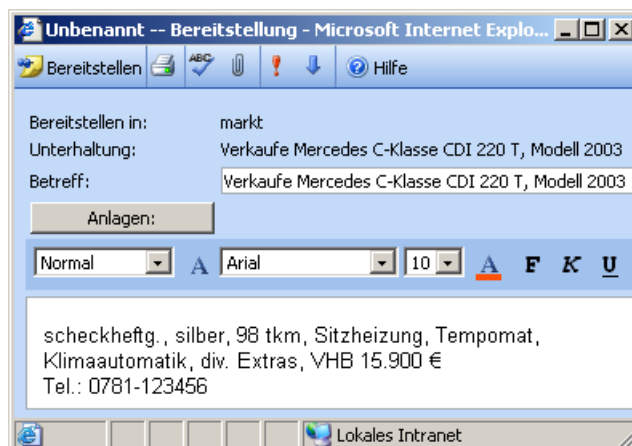 Unbenannt -- Bereitstellung - Microsoft Internet Explo...
Bereitstellen ABC Hilfe
Bereitstellen in: markt
Unterhaltung: Verkaufe Mercedes C-Klasse CDI 220 T, Modell 2003
Betreff: Verkaufe Mercedes C-Klasse CDI 220 T, Modell 2003
Anlagen:
Normal A Arial 10 A F K U
scheckheftg., silber, 98 tkm, Sitzheizung, Tempomat,
Klimaautomatik, div. Extras, VHB 15.900 €
Tel.: 0781-123456
Lokales Intranet